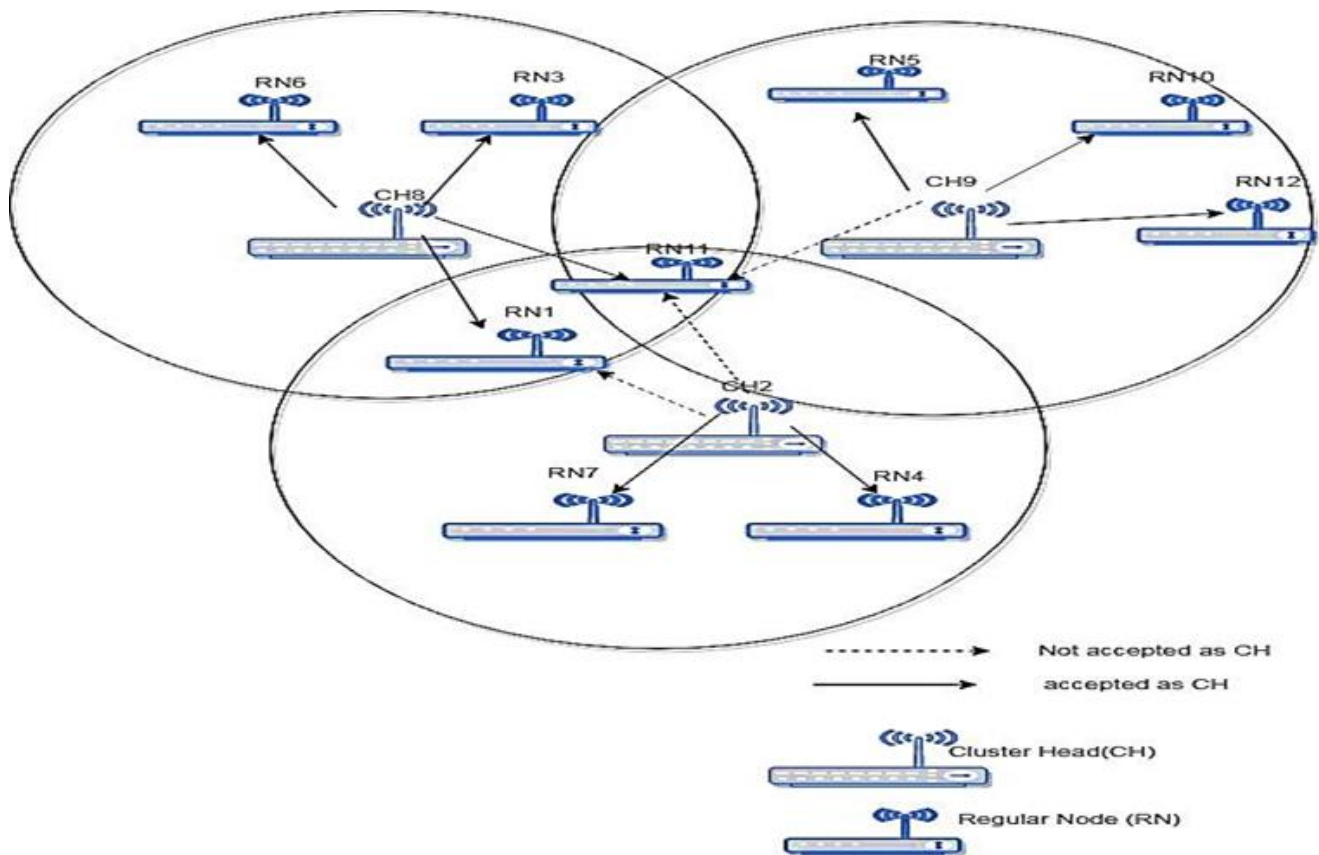 RN6
RN3
RN5
RN10
CH8
CH9
RN12
RN11
RN1
CH2
RN7
RN4
Not accepted as CH
accepted as CH
Cluster Head(CH)
Regular Node (RN)